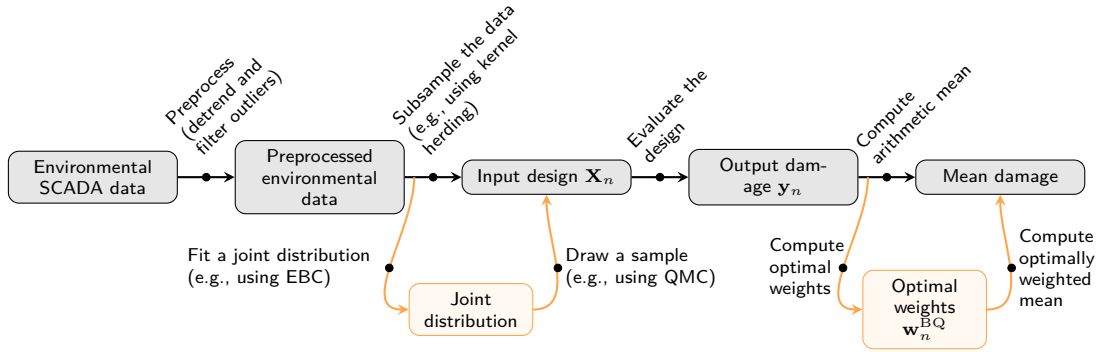 Environmental
SCADA data
Preprocess
(detrend and
filter outliers)
Preprocessed
environmental
data
Subsample the data
(e.g., using kernel
herding)
Input design Xₙ
Evaluate the
design
Output dam-
age yₙ
Compute
arithmetic mean
Mean damage
Fit a joint distribution
(e.g., using EBC)
Joint
distribution
Draw a sample
(e.g., using QMC)
Compute
optimal
weights
Optimal
weights
wₙᴮQ
Compute
optimally
weighted
mean